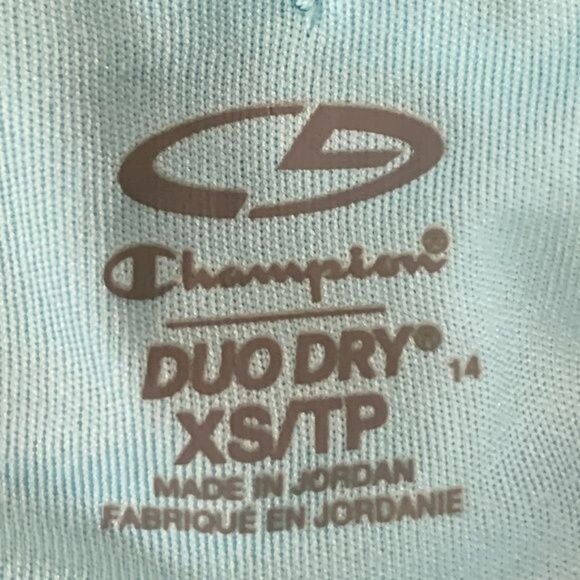 Champion®
DUO DRY® 14
XS/TP
MADE IN JORDAN
FABRIQUÉ EN JORDANIE